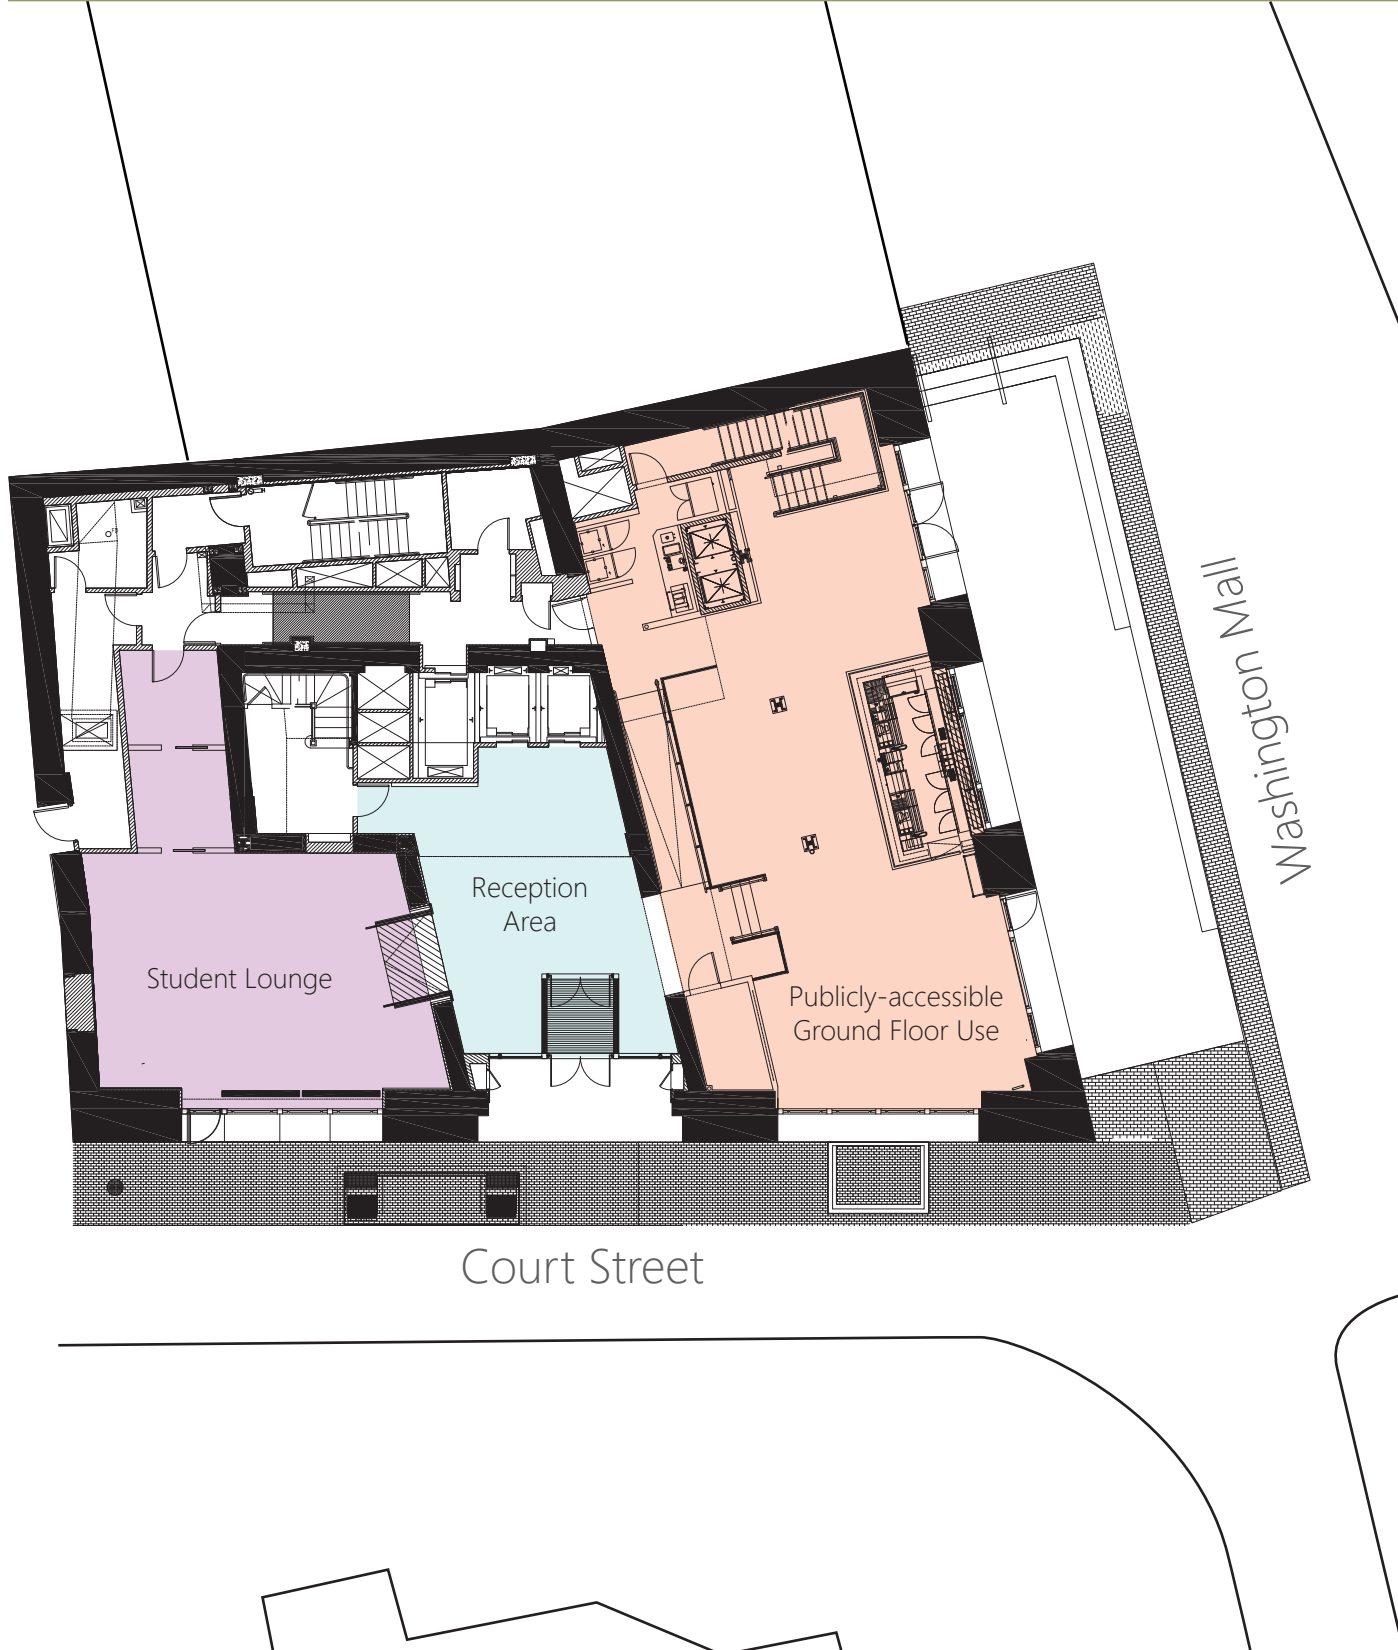 Washington Mall
Reception
Area
Student Lounge
Publicly-accessible
Ground Floor Use
Court Street